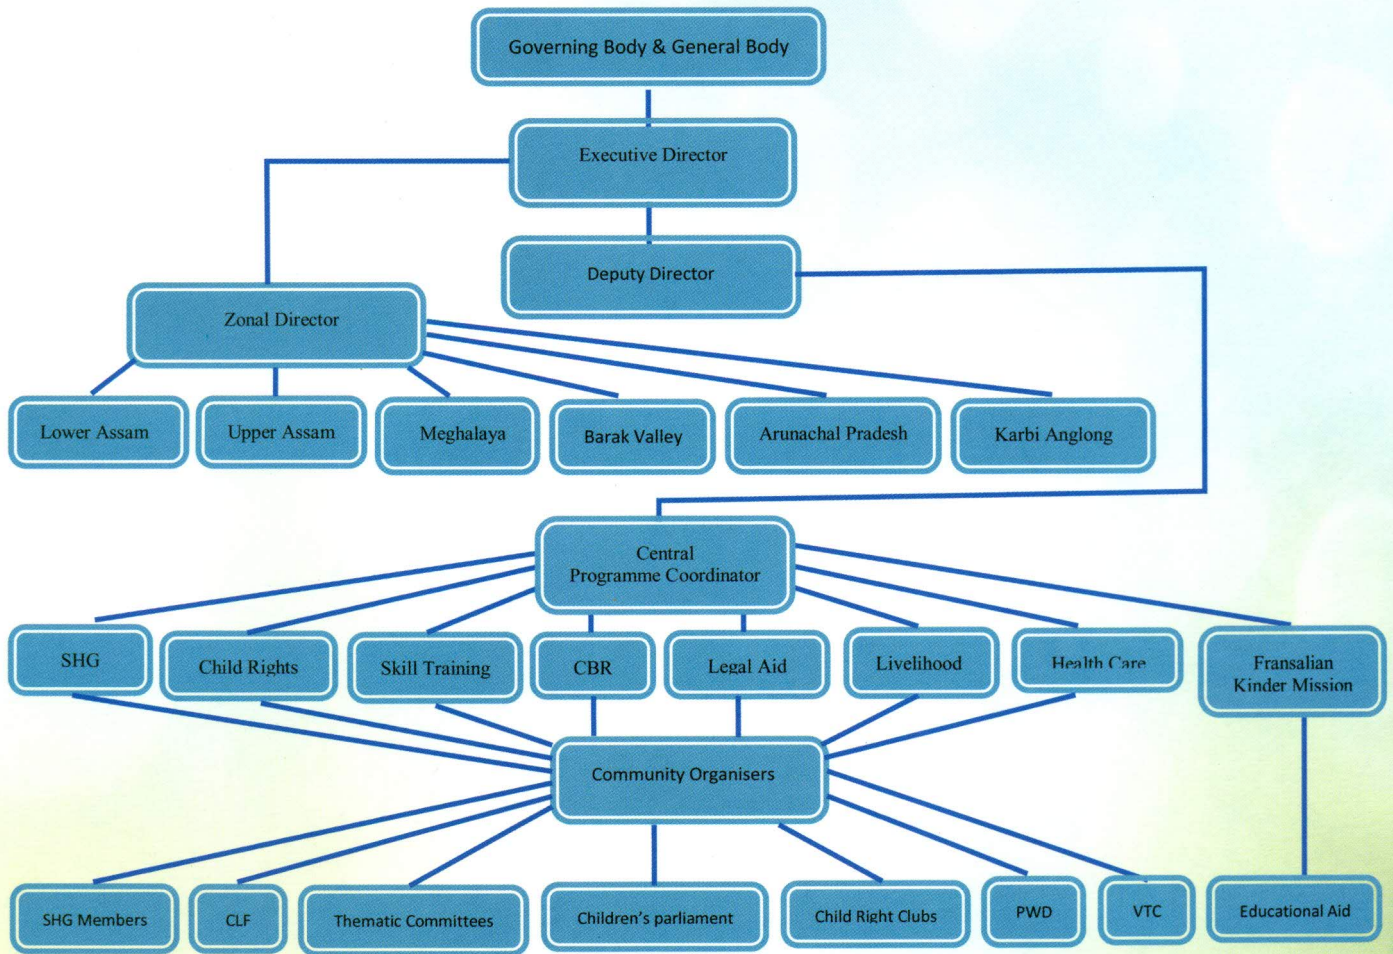 Governing Body & General Body
Executive Director
Deputy Director
Zonal Director
Lower Assam
Upper Assam
Meghalaya
Barak Valley
Arunachal Pradesh
Karbi Anglong
Central
Programme Coordinator
SHG
Child Rights
Skill Training
CBR
Legal Aid
Livelihood
Health Care
Fransalian
Kinder Mission
Community Organisers
SHG Members
CLF
Thematic Committees
Children's parliament
Child Right Clubs
PWD
VTC
Educational Aid